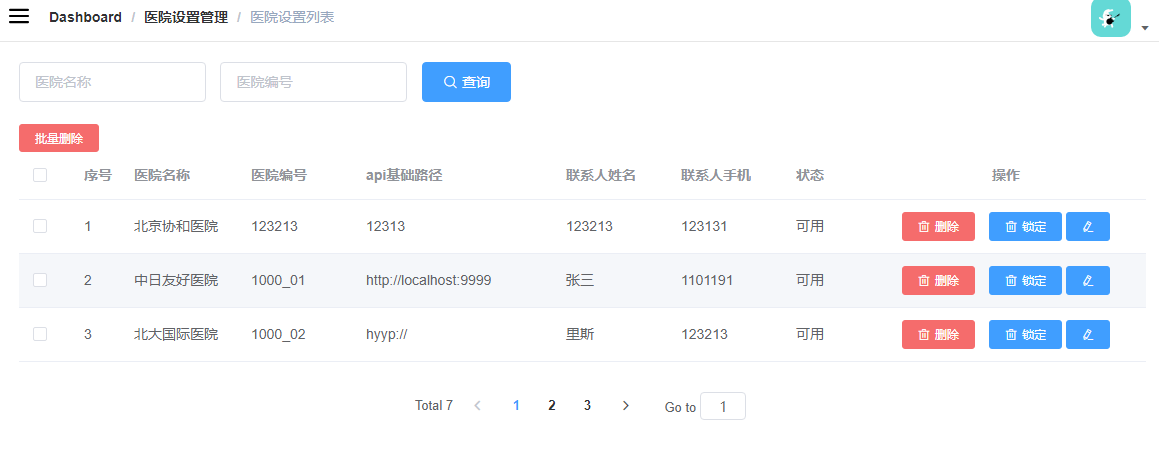 Dashboard / 医院设置管理 / 医院设置列表
医院名称 医院编号 查询
批量删除
序号 医院名称 医院编号 api基础路径 联系人姓名 联系人手机 状态 操作
1 北京协和医院 123213 12313 123213 123131 可用 删除 锁定
2 中日友好医院 1000_01 http://localhost:9999 张三 1101191 可用 删除 锁定
3 北大国际医院 1000_02 hyyp:// 里斯 123213 可用 删除 锁定
Total 7 1 2 3 Go to 1